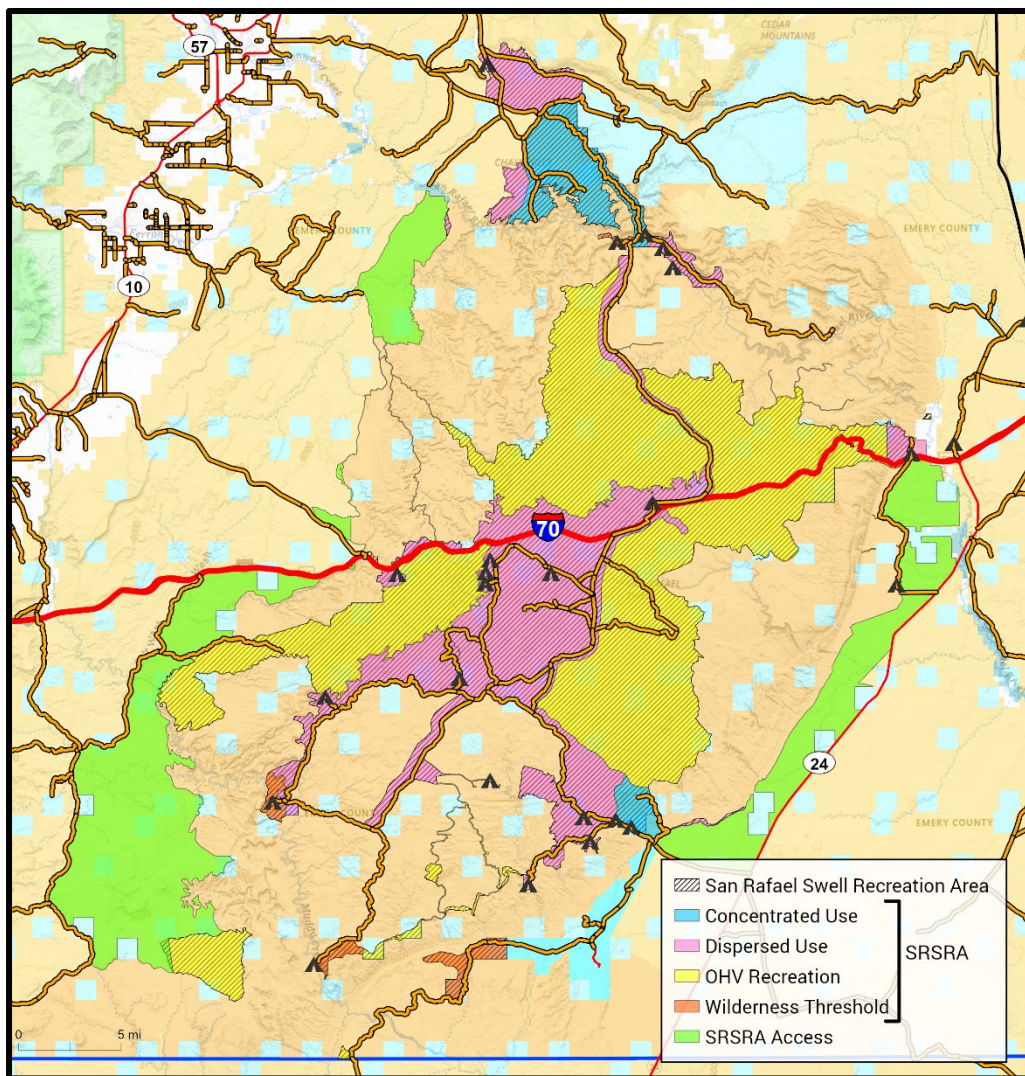 57
CEDAR
MOUNTAINS
EMERY COUNTY
EMERY COUNTY
10
70
24
EMERY COUNTY
San Rafael Swell Recreation Area
Concentrated Use
Dispersed Use
OHV Recreation
Wilderness Threshold
SRSRA Access
SRSRA
0
5 mi